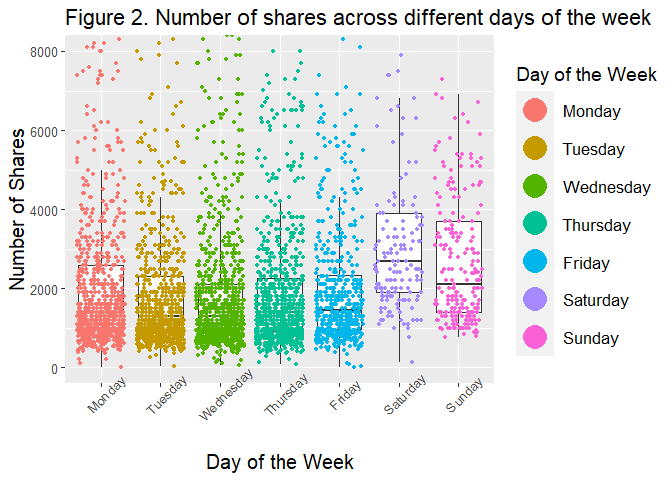 Figure 2. Number of shares across different days of the week
8000
6000
4000
2000
0
Number of Shares
Monday
Tuesday
Wednesday
Thursday
Friday
Saturday
Sunday
Day of the Week
Day of the Week
Monday
Tuesday
Wednesday
Thursday
Friday
Saturday
Sunday